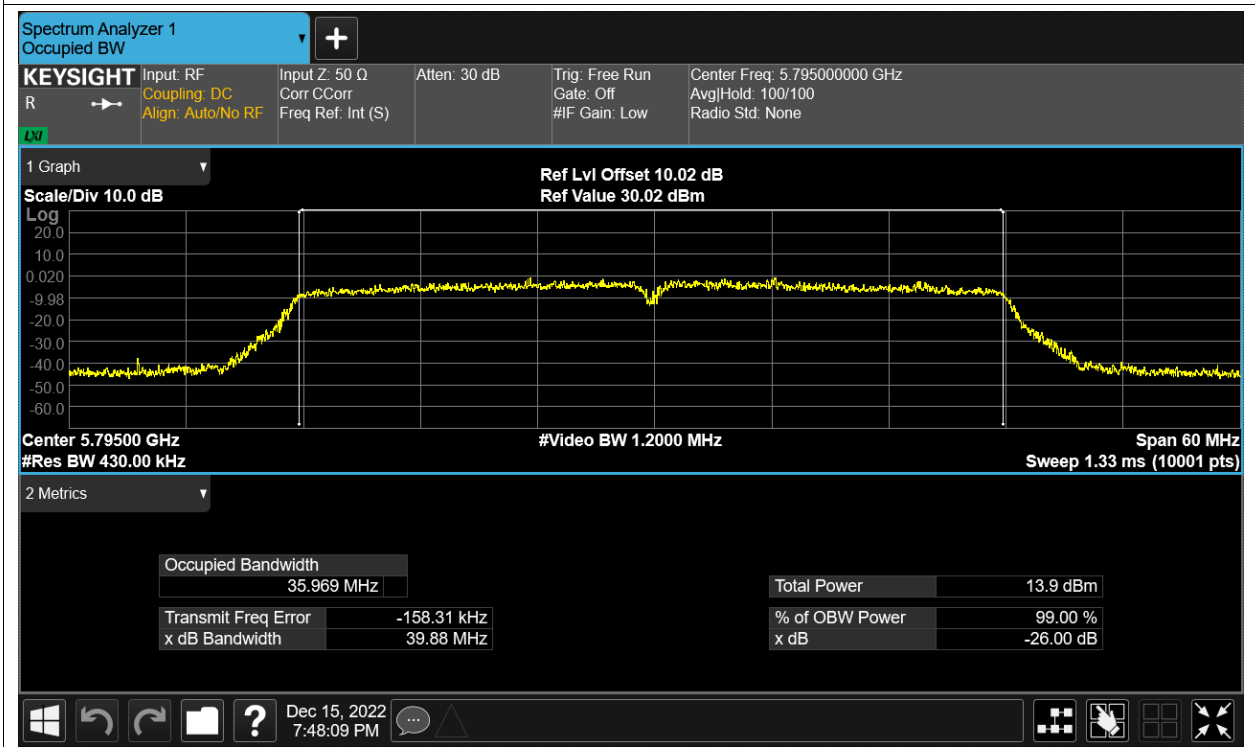 Spectrum Analyzer 1
Occupied BW
+
KEYSIGHT
R
LXI
Input: RF
Coupling: DC
Align: Auto/No RF
Input Z: 50 Ω
Corr CCorr
Freq Ref: Int (S)
Atten: 30 dB
Trig: Free Run
Gate: Off
#IF Gain: Low
Center Freq: 5.795000000 GHz
Avg|Hold: 100/100
Radio Std: None
1 Graph
Scale/Div 10.0 dB
Ref Lvl Offset 10.02 dB
Ref Value 30.02 dBm
Log
20.0
10.0
0.020
-9.98
-20.0
-30.0
-40.0
-50.0
-60.0
Center 5.79500 GHz
#Video BW 1.2000 MHz
Span 60 MHz
#Res BW 430.00 kHz
Sweep 1.33 ms (10001 pts)
2 Metrics
Occupied Bandwidth
35.969 MHz
Transmit Freq Error -158.31 kHz
x dB Bandwidth 39.88 MHz
Total Power 13.9 dBm
% of OBW Power 99.00 %
x dB -26.00 dB
?
Dec 15, 2022
7:48:09 PM